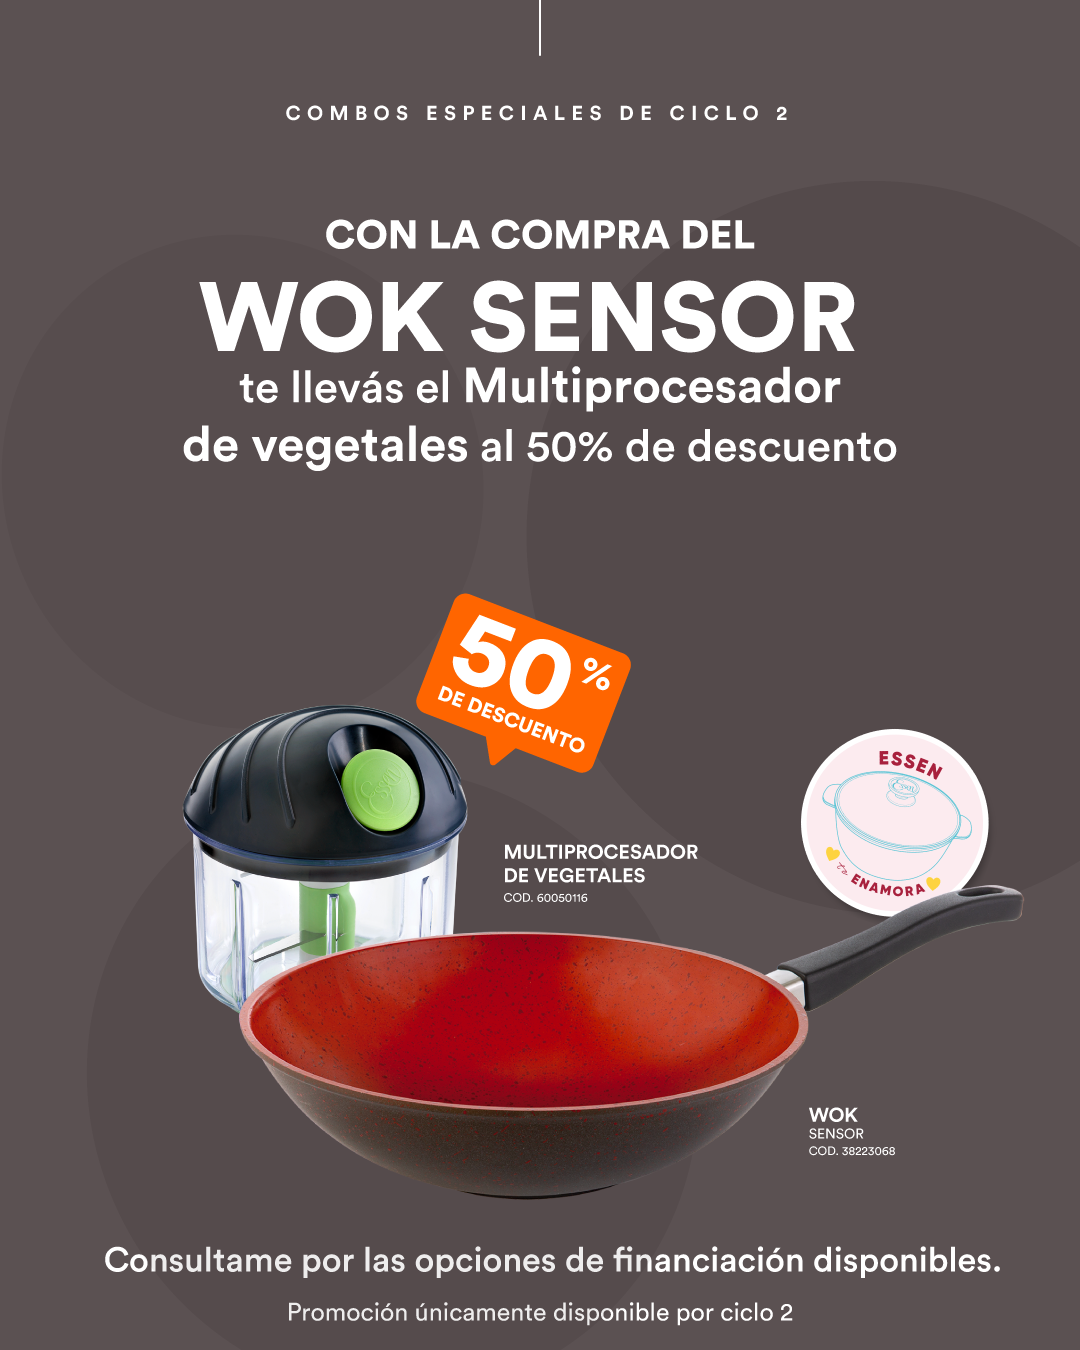 COMBOS ESPECIALES DE CICLO 2
CON LA COMPRA DEL
WOK SENSOR
te llevás el Multiprocesador
de vegetales al 50% de descuento
50%
DE DESCUENTO
ESSEN
te ENAMORA
MULTIPROCESADOR
DE VEGETALES
COD. 60050116
WOK
SENSOR
COD. 38223068
Consultame por las opciones de financiación disponibles.
Promoción únicamente disponible por ciclo 2